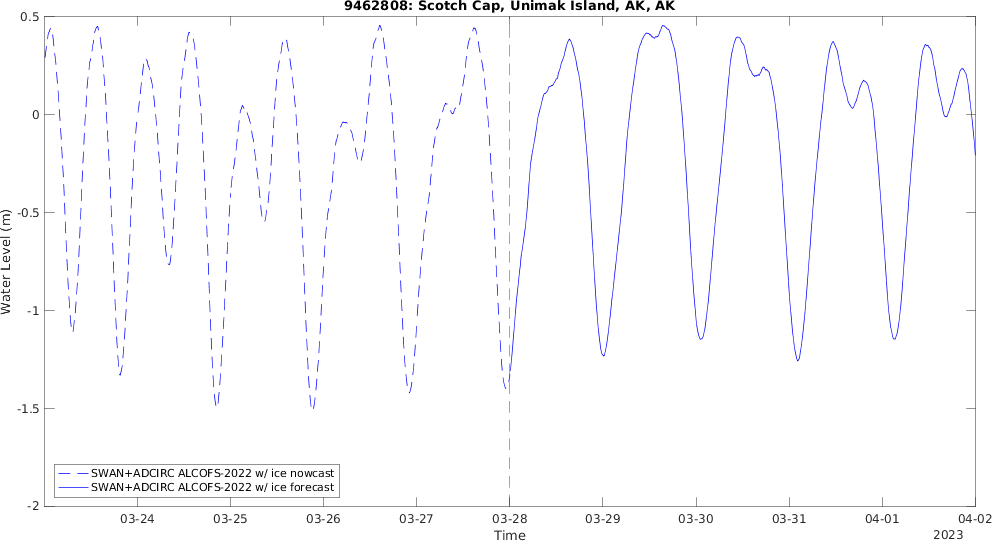 9462808: Scotch Cap, Unimak Island, AK, AK
Water Level (m)
0.5
0
-0.5
-1
-1.5
-2
SWAN+ADCIRC ALCOFS-2022 w/ ice nowcast
SWAN+ADCIRC ALCOFS-2022 w/ ice forecast
03-24 03-25 03-26 03-27 03-28 03-29 03-30 03-31 04-01 04-02
Time
2023